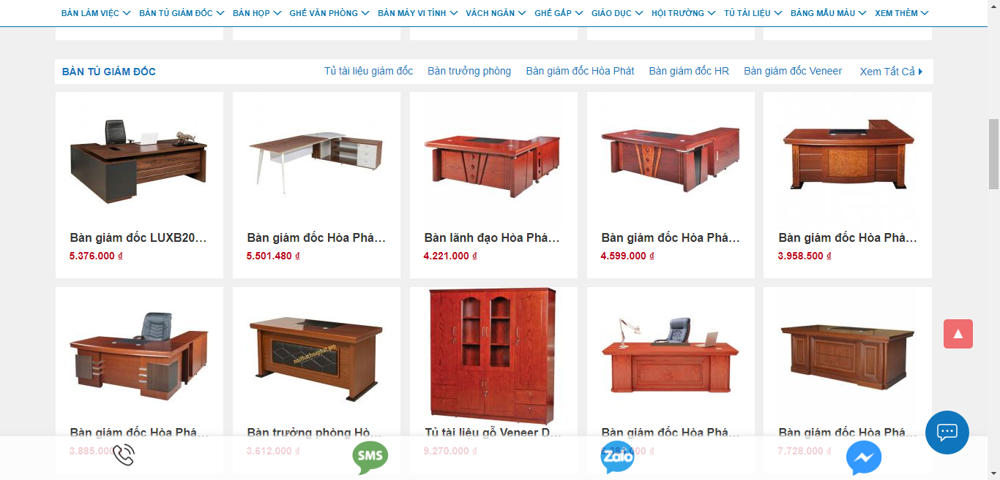 BÀN LÀM VIỆC BÀN TỦ GIÁM ĐỐC BÀN HỌP GHẾ VĂN PHÒNG BÀN MÁY VI TÍNH VÁCH NGĂN GHẾ GẤP GIÁO DỤC HỘI TRƯỜNG TỦ TÀI LIỆU BẢNG MẪU MÀU XEM THÊM
BÀN TỦ GIÁM ĐỐC Tủ tài liệu giám đốc Bàn trưởng phòng Bàn giám đốc Hòa Phát Bàn giám đốc HR Bàn giám đốc Veneer Xem Tất Cả
Bàn giám đốc LUXB20... Bàn giám đốc Hòa Phá... Bàn lãnh đạo Hòa Phá... Bàn giám đốc Hòa Phá... Bàn giám đốc Hòa Phá...
5.376.000 ₫ 5.501.480 ₫ 4.221.000 ₫ 4.599.000 ₫ 3.958.500 ₫
noithathoaphat.pro
Bàn giám đốc Hòa Phá... Bàn trưởng phòng Hò... Tủ tài liệu gỗ Veneer D... Bàn giám đốc Hòa Phá... Bàn giám đốc Hòa Phá...
3.885.000 3.612.000 ₫ 9.270.000 ₫ 7.728.000 ₫
SMS Zalo